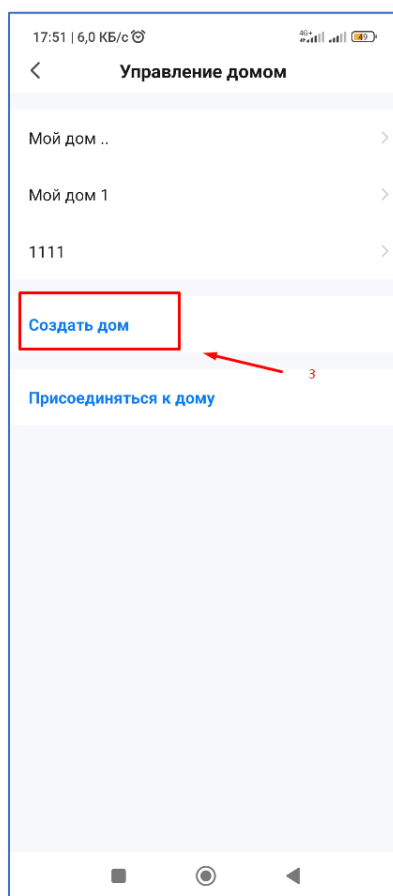 17:51 | 6,0 КБ/с 4G+ 49
Управление домом
Мой дом ..
Мой дом 1
1111
Создать дом
3
Присоединяться к дому